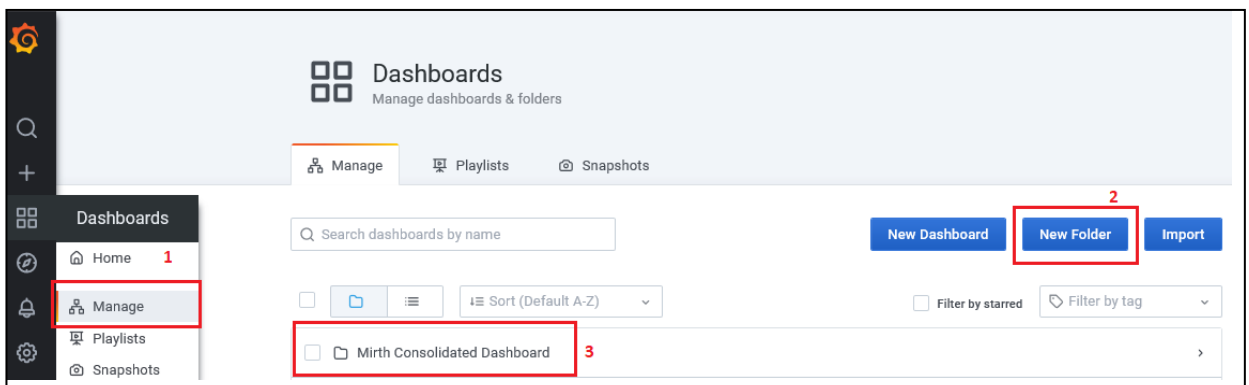 Dashboards
Manage dashboards & folders
Manage
Playlists
Snapshots
Dashboards
Home
1
Manage
Playlists
Snapshots
2
Search dashboards by name
New Dashboard
New Folder
Import
Sort (Default A-Z)
Filter by starred
Filter by tag
Mirth Consolidated Dashboard
3